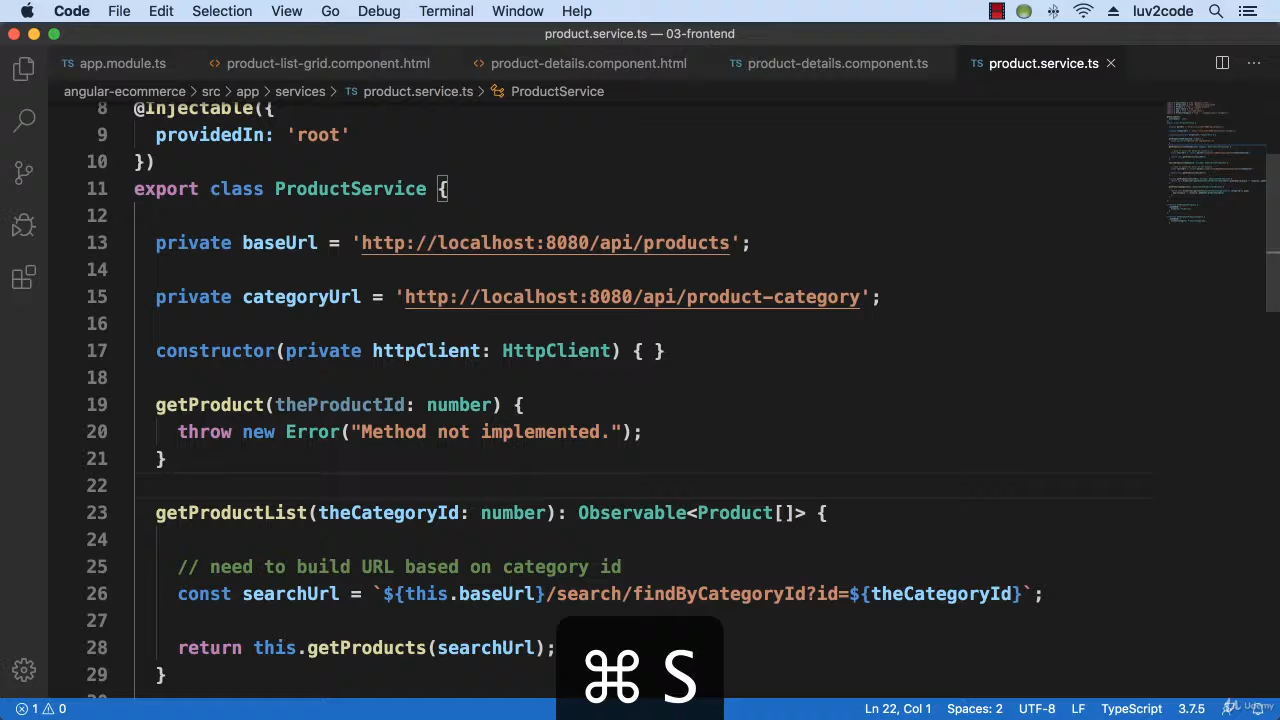 Code File Edit Selection View Go Debug Terminal Window Help luv2code
product.service.ts — 03-frontend
TS app.module.ts <> product-list-grid.component.html <> product-details.component.html TS product-details.component.ts TS product.service.ts ×
angular-ecommerce > src > app > services > TS product.service.ts > ProductService
8 @Injectable({
9 providedIn: 'root'
10 })
11 export class ProductService {
12
13 private baseUrl = 'http://localhost:8080/api/products';
14
15 private categoryUrl = 'http://localhost:8080/api/product-category';
16
17 constructor(private httpClient: HttpClient) { }
18
19 getProduct(theProductId: number) {
20 throw new Error("Method not implemented.");
21 }
22
23 getProductList(theCategoryId: number): Observable<Product[]> {
24
25 // need to build URL based on category id
26 const searchUrl = `${this.baseUrl}/search/findByCategoryId?id=${theCategoryId}`;
27
28 return this.getProducts(searchUrl);
29 }
⌘ S
1 0 Ln 22, Col 1 Spaces: 2 UTF-8 LF TypeScript 3.7.5
Udemy